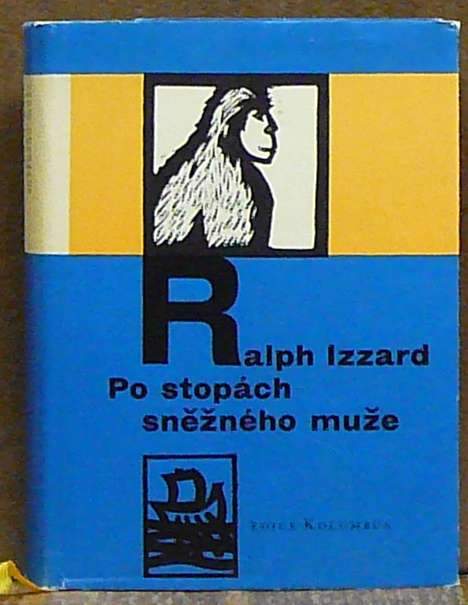 Ralph Izzard
Po stopách
sněžného muže
EDICE KOLUMBUS